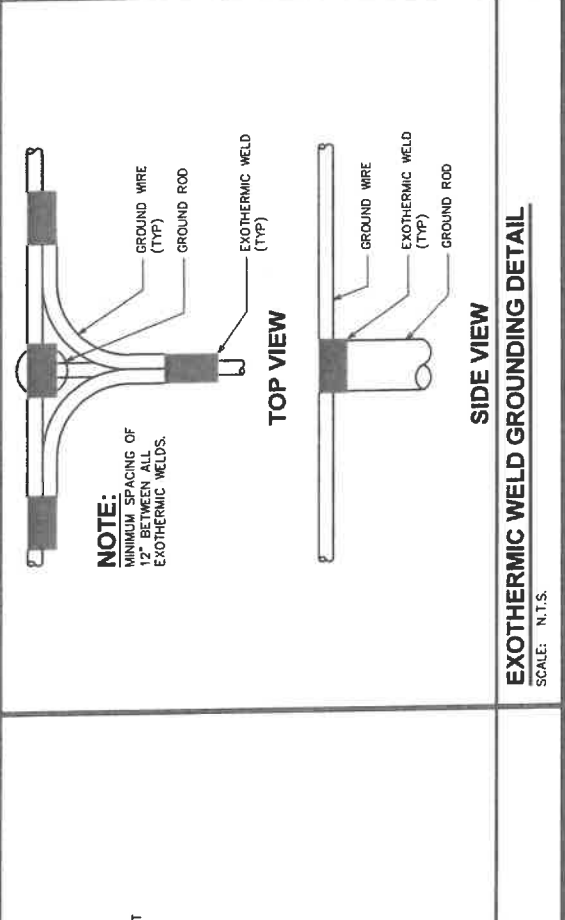 GROUND WIRE
(TYP)
GROUND ROD
EXOTHERMIC WELD
(TYP)
NOTE:
MINIMUM SPACING OF
12" BETWEEN ALL
EXOTHERMIC WELDS.
TOP VIEW
GROUND WIRE
EXOTHERMIC WELD
(TYP)
GROUND ROD
SIDE VIEW
EXOTHERMIC WELD GROUNDING DETAIL
SCALE: N.T.S.
T